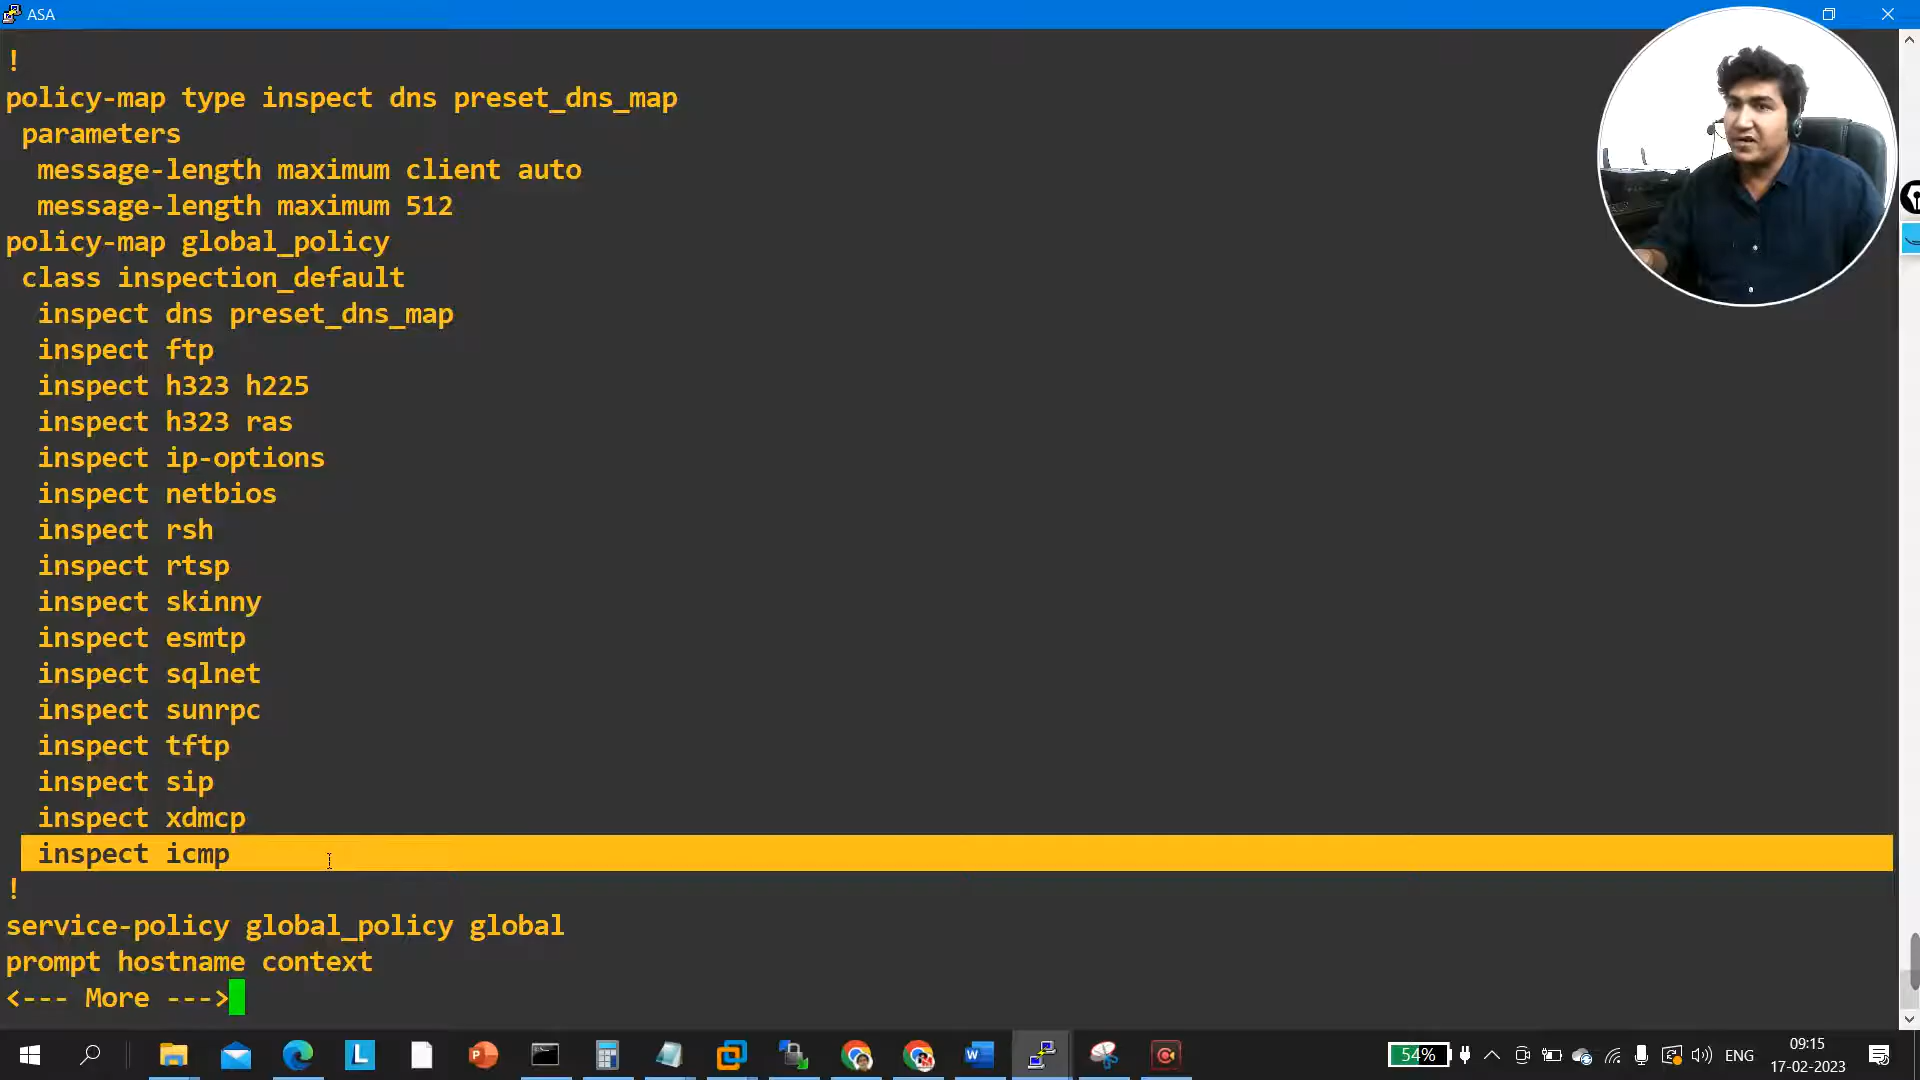 ASA
!
policy-map type inspect dns preset_dns_map
parameters
message-length maximum client auto
message-length maximum 512
policy-map global_policy
class inspection_default
inspect dns preset_dns_map
inspect ftp
inspect h323 h225
inspect h323 ras
inspect ip-options
inspect netbios
inspect rsh
inspect rtsp
inspect skinny
inspect esmtp
inspect sqlnet
inspect sunrpc
inspect tftp
inspect sip
inspect xdmcp
inspect icmp
!
service-policy global_policy global
prompt hostname context
<--- More --->
54%
ENG
09:15
17-02-2023